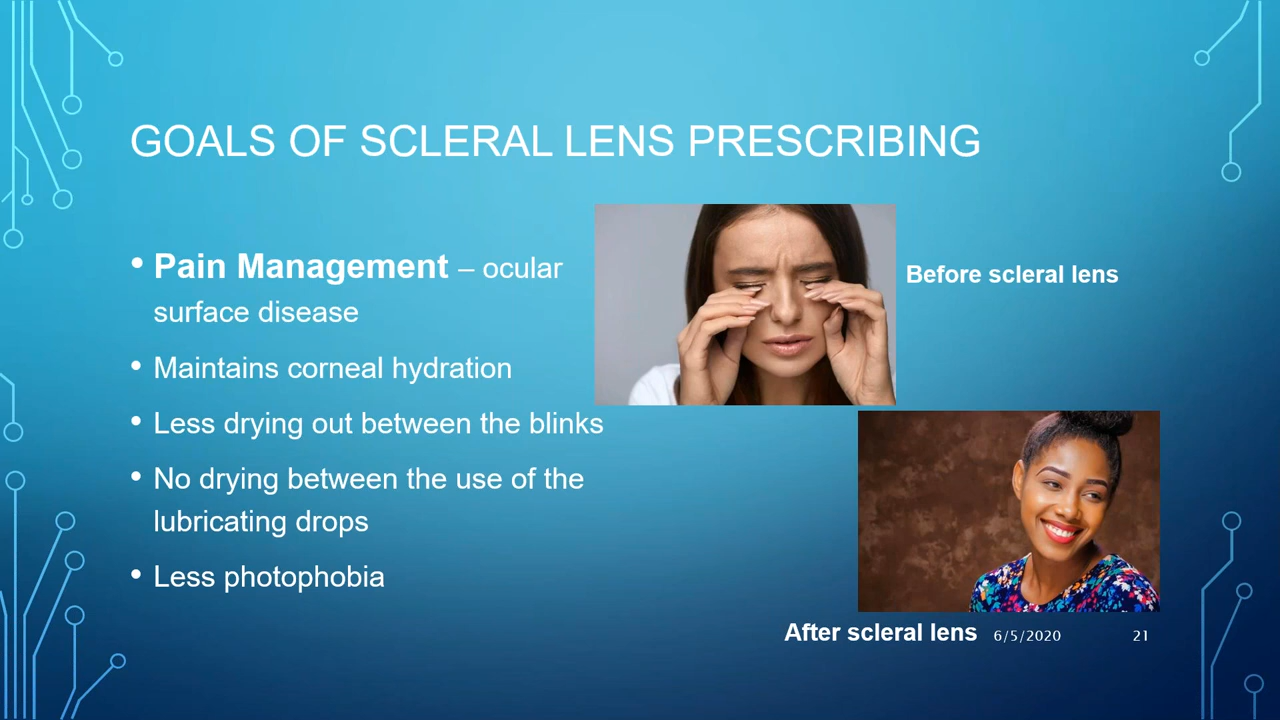 GOALS OF SCLERAL LENS PRESCRIBING
• Pain Management – ocular
surface disease
• Maintains corneal hydration
• Less drying out between the blinks
• No drying between the use of the
lubricating drops
• Less photophobia
Before scleral lens
After scleral lens
6/5/2020
21